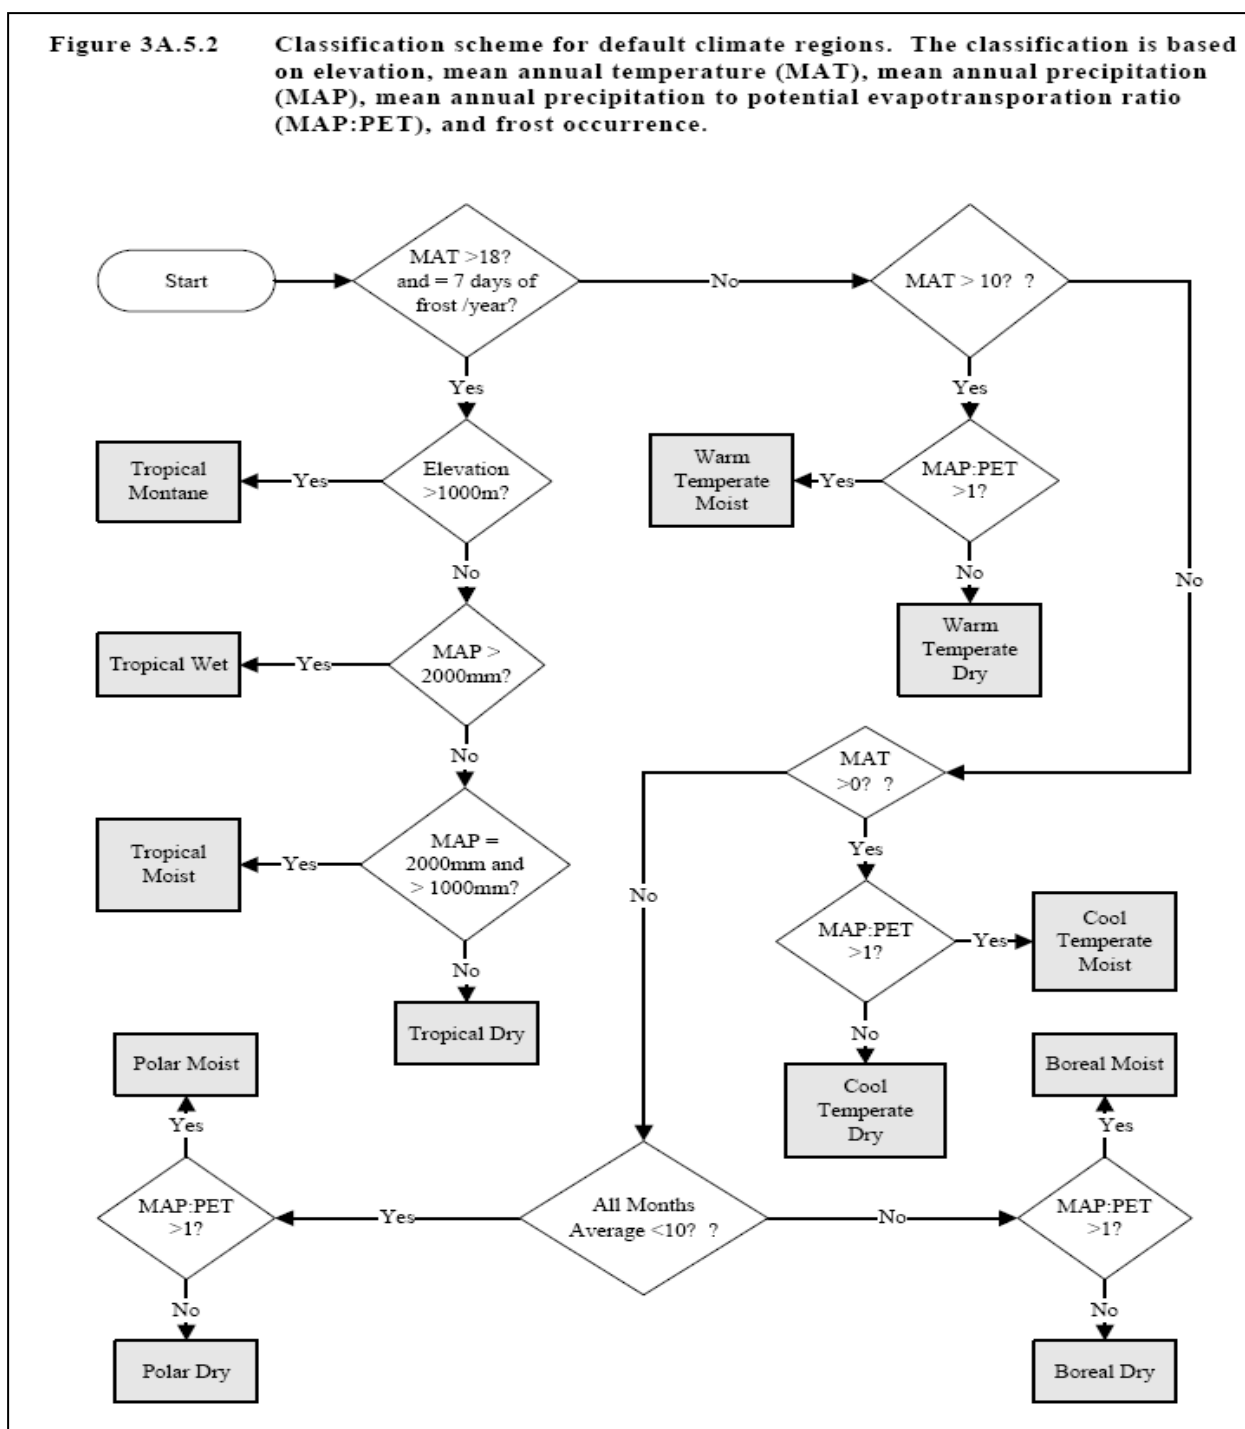 Figure 3A.5.2 Classification scheme for default climate regions. The classification is based
on elevation, mean annual temperature (MAT), mean annual precipitation
(MAP), mean annual precipitation to potential evapotransporation ratio
(MAP:PET), and frost occurrence.
Start
MAT >18?
and = 7 days of
frost /year?
No
MAT > 10? ?
Yes
Yes
Tropical
Montane
Yes
Elevation
>1000m?
Warm
Temperate
Moist
Yes
MAP:PET
>1?
No
No
No
Warm
Temperate
Dry
Tropical Wet
Yes
MAP >
2000mm?
No
MAT
>0? ?
Yes
Tropical
Moist
Yes
MAP =
2000mm and
> 1000mm?
No
MAP:PET
>1?
Yes
Cool
Temperate
Moist
No
Tropical Dry
No
Polar Moist
Cool
Temperate
Dry
Boreal Moist
Yes
Yes
MAP:PET
>1?
Yes
All Months
Average <10? ?
No
MAP:PET
>1?
No
No
Polar Dry
Boreal Dry